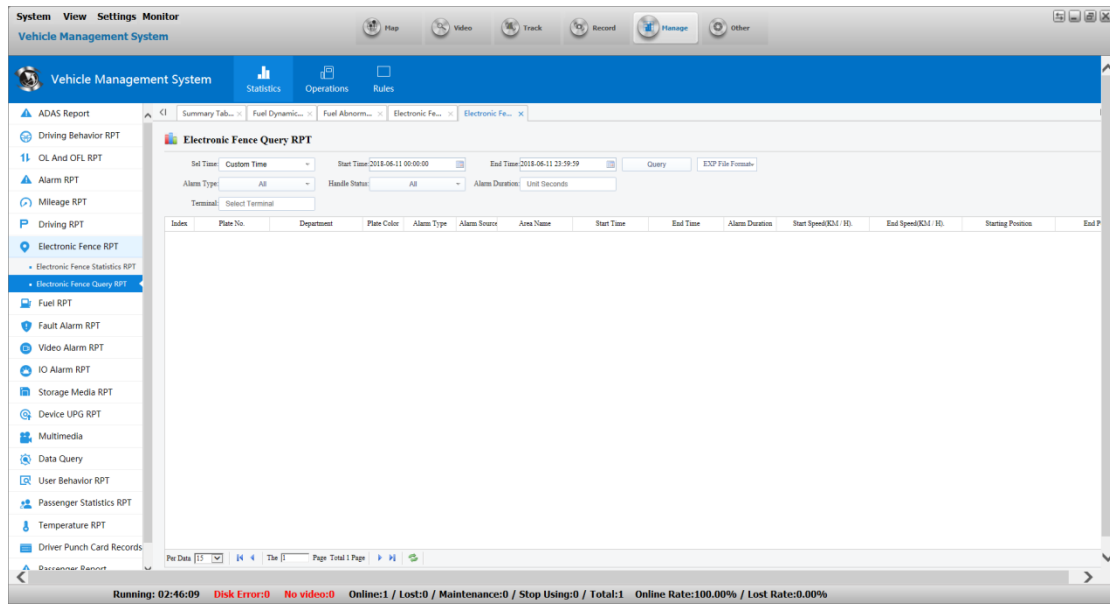 System View Settings Monitor
Vehicle Management System
Map Video Track Record Manage Other
Vehicle Management System
Statistics Operations Rules
ADAS Report
Driving Behavior RPT
OL And OFL RPT
Alarm RPT
Mileage RPT
Driving RPT
Electronic Fence RPT
Electronic Fence Statistics RPT
Electronic Fence Query RPT
Fuel RPT
Fault Alarm RPT
Video Alarm RPT
IO Alarm RPT
Storage Media RPT
Device UPG RPT
Multimedia
Data Query
User Behavior RPT
Passenger Statistics RPT
Temperature RPT
Driver Punch Card Records
Passenger Report
Summary Tab... × Fuel Dynamic... × Fuel Abnorm... × Electronic Fe... × Electronic Fe... ×
Electronic Fence Query RPT
Sel Time: Custom Time Start Time: 2018-06-11 00:00:00 End Time: 2018-06-11 23:59:59 Query EXP File Format»
Alarm Type: All Handle Status: All Alarm Duration: Unit Seconds
Terminal: Select Terminal
Index Plate No. Department Plate Color Alarm Type Alarm Source Area Name Start Time End Time Alarm Duration Start Speed(KM / H). End Speed(KM / H). Starting Position End P
Per Data 15 The 1 Page Total 1 Page
Running: 02:46:09 Disk Error:0 No video:0 Online:1 / Lost:0 / Maintenance:0 / Stop Using:0 / Total:1 Online Rate:100.00% / Lost Rate:0.00%